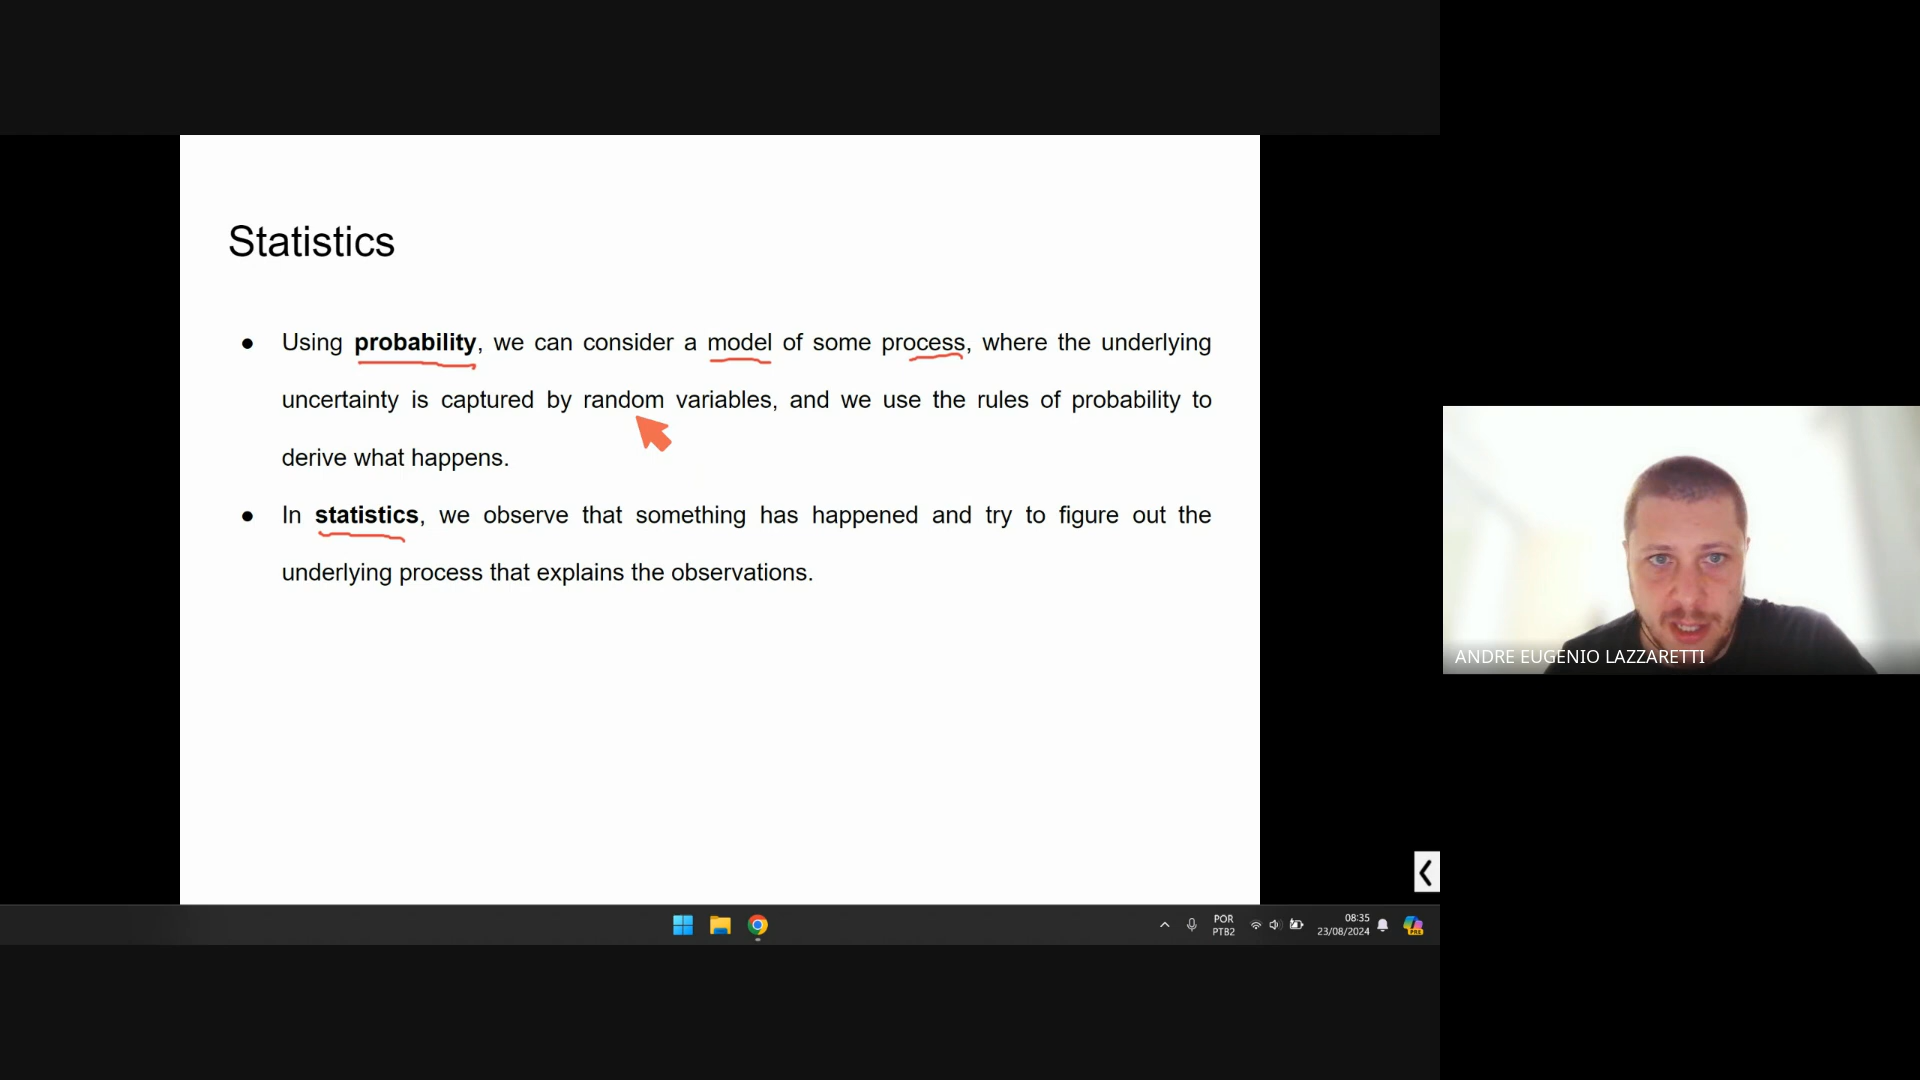 Statistics
● Using probability, we can consider a model of some process, where the underlying
uncertainty is captured by random variables, and we use the rules of probability to
derive what happens.
● In statistics, we observe that something has happened and try to figure out the
underlying process that explains the observations.
ANDRE EUGENIO LAZZARETTI
POR
PTB2
08:35
23/08/2024
PRE